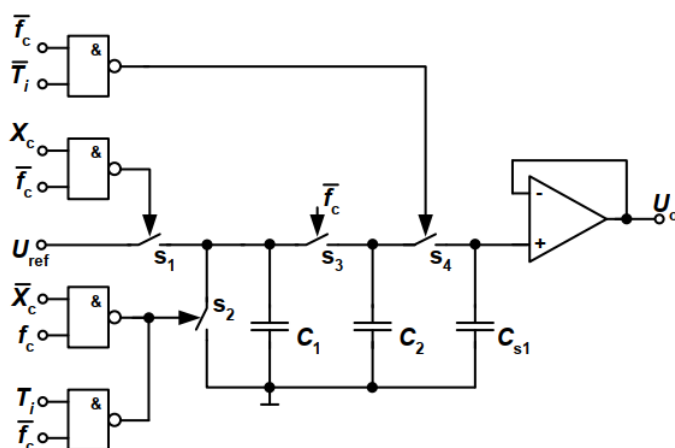 f̅c
&
T̅i
Xc
&
f̅c
f̅c
Uref
s1
s3
s4
-
+
Uc
X̅c
&
fc
s2
C1
C2
Cs1
Ti
&
f̅c